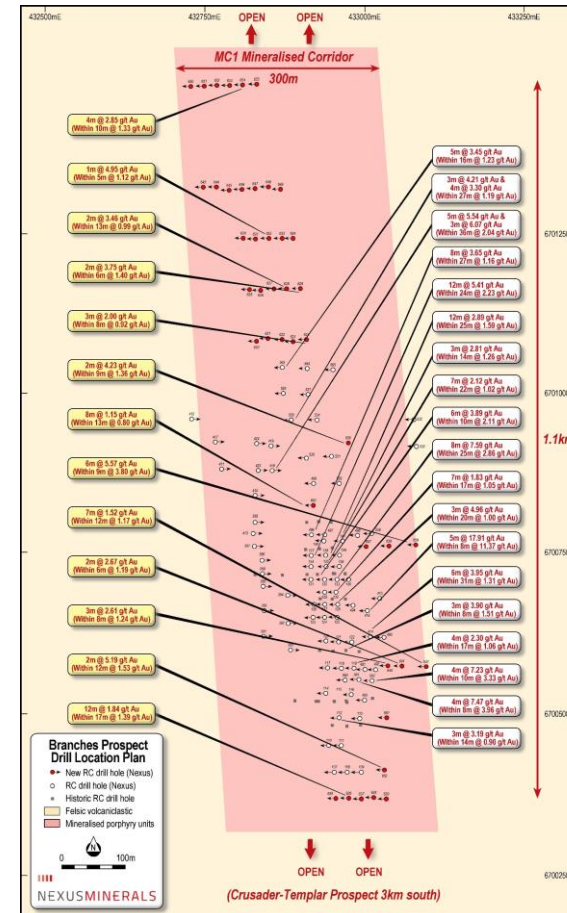 432500mE
432750mE
433000mE
433250mE
OPEN
OPEN
MC1 Mineralised Corridor
300m
4m @ 2.85 g/t Au
(Within 10m @ 1.33 g/t Au)
1m @ 4.95 g/t Au
(Within 5m @ 1.12 g/t Au)
2m @ 3.46 g/t Au
(Within 13m @ 0.99 g/t Au)
2m @ 3.75 g/t Au
(Within 6m @ 1.40 g/t Au)
3m @ 2.00 g/t Au
(Within 8m @ 0.92 g/t Au)
2m @ 4.23 g/t Au
(Within 9m @ 1.36 g/t Au)
8m @ 1.15 g/t Au
(Within 13m @ 0.80 g/t Au)
6m @ 5.57 g/t Au
(Within 9m @ 3.80 g/t Au)
7m @ 1.52 g/t Au
(Within 12m @ 1.17 g/t Au)
2m @ 2.67 g/t Au
(Within 6m @ 1.19 g/t Au)
3m @ 2.61 g/t Au
(Within 8m @ 1.24 g/t Au)
2m @ 5.19 g/t Au
(Within 12m @ 1.53 g/t Au)
12m @ 1.84 g/t Au
(Within 17m @ 1.39 g/t Au)
5m @ 3.45 g/t Au
(Within 16m @ 1.23 g/t Au)
3m @ 4.21 g/t Au &
4m @ 3.30 g/t Au
(Within 27m @ 1.19 g/t Au)
5m @ 5.54 g/t Au &
3m @ 6.07 g/t Au
(Within 36m @ 2.04 g/t Au)
8m @ 3.65 g/t Au
(Within 27m @ 1.16 g/t Au)
12m @ 5.41 g/t Au
(Within 24m @ 2.23 g/t Au)
12m @ 2.89 g/t Au
(Within 25m @ 1.59 g/t Au)
3m @ 2.81 g/t Au
(Within 14m @ 1.26 g/t Au)
7m @ 2.12 g/t Au
(Within 22m @ 1.02 g/t Au)
6m @ 3.89 g/t Au
(Within 10m @ 2.11 g/t Au)
8m @ 7.59 g/t Au
(Within 25m @ 2.86 g/t Au)
7m @ 1.83 g/t Au
(Within 17m @ 1.05 g/t Au)
3m @ 4.96 g/t Au
(Within 20m @ 1.00 g/t Au)
5m @ 17.91 g/t Au
(Within 8m @ 11.37 g/t Au)
6m @ 3.95 g/t Au
(Within 31m @ 1.31 g/t Au)
3m @ 3.90 g/t Au
(Within 8m @ 1.51 g/t Au)
4m @ 2.30 g/t Au
(Within 17m @ 1.06 g/t Au)
4m @ 7.23 g/t Au
(Within 10m @ 3.33 g/t Au)
4m @ 7.47 g/t Au
(Within 8m @ 3.96 g/t Au)
3m @ 3.19 g/t Au
(Within 14m @ 0.90 g/t Au)
1.1km
Branches Prospect
Drill Location Plan
New RC drill hole (Nexus)
RC drill hole (Nexus)
Historic RC drill hole
Felsic volcaniclastic
Mineralised porphyry units
N
0 100m
NEXUSMINERALS
OPEN
OPEN
(Crusader-Templar Prospect 3km south)